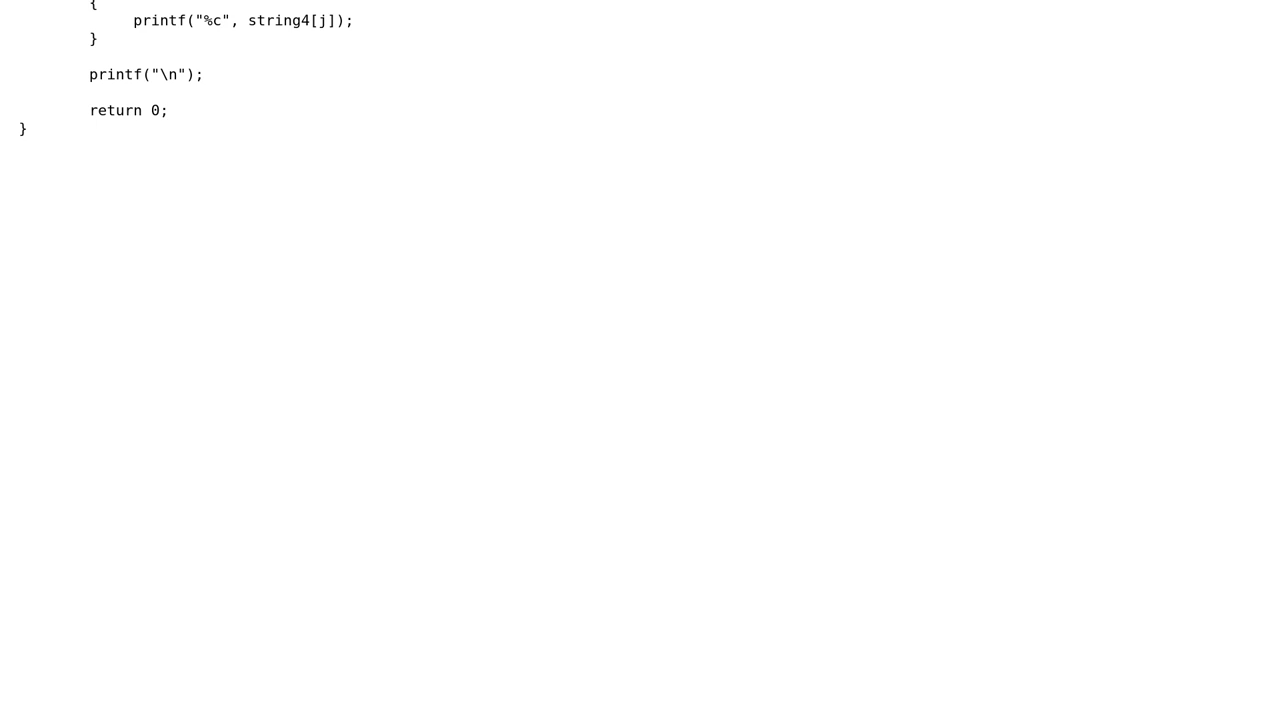 {
printf("%c", string4[j]);
}
printf("\n");
return 0;
}